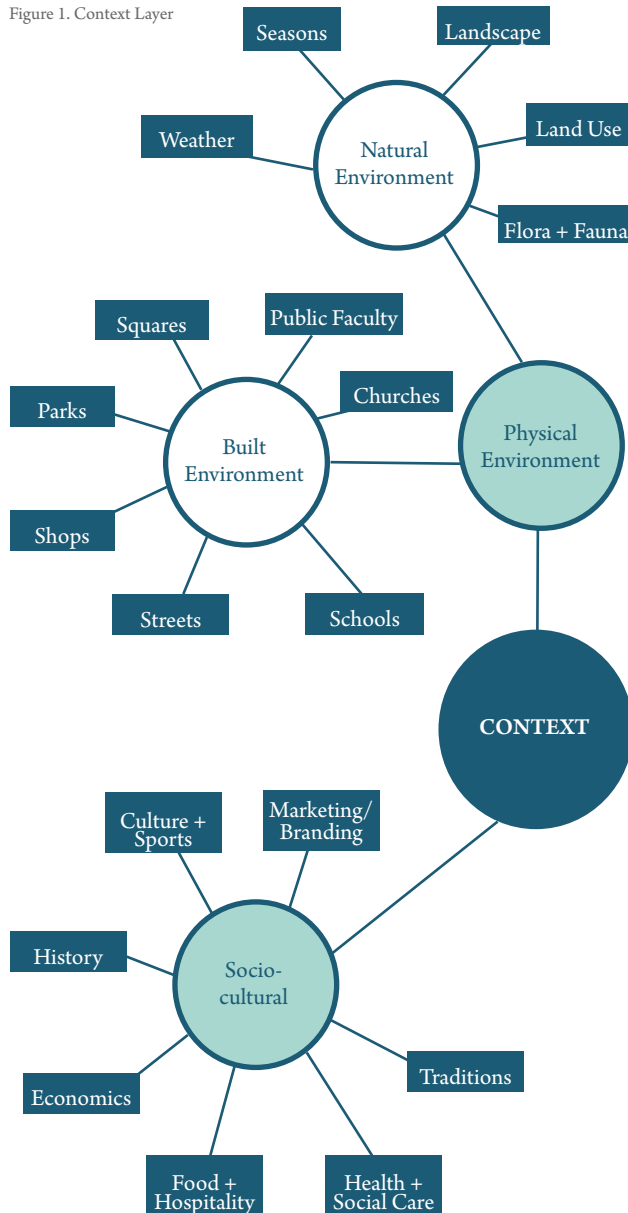 Figure 1. Context Layer
Seasons
Landscape
Weather
Land Use
Natural
Environment
Flora + Fauna
Squares
Public Faculty
Churches
Parks
Built
Environment
Physical
Environment
Shops
Streets
Schools
CONTEXT
Culture +
Sports
Marketing/
Branding
History
Socio-
cultural
Economics
Traditions
Food +
Hospitality
Health +
Social Care